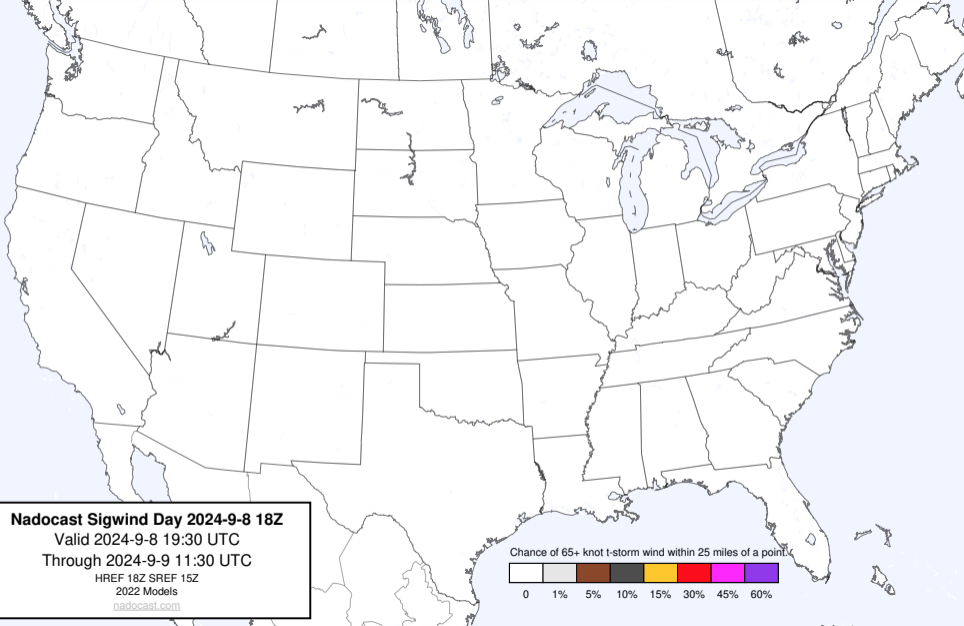 Nadocast Sigwind Day 2024-9-8 18Z
Valid 2024-9-8 19:30 UTC
Through 2024-9-9 11:30 UTC
HREF 18Z SREF 15Z
2022 Models
nadocast.com
Chance of 65+ knot t-storm wind within 25 miles of a point.
0 1% 5% 10% 15% 30% 45% 60%